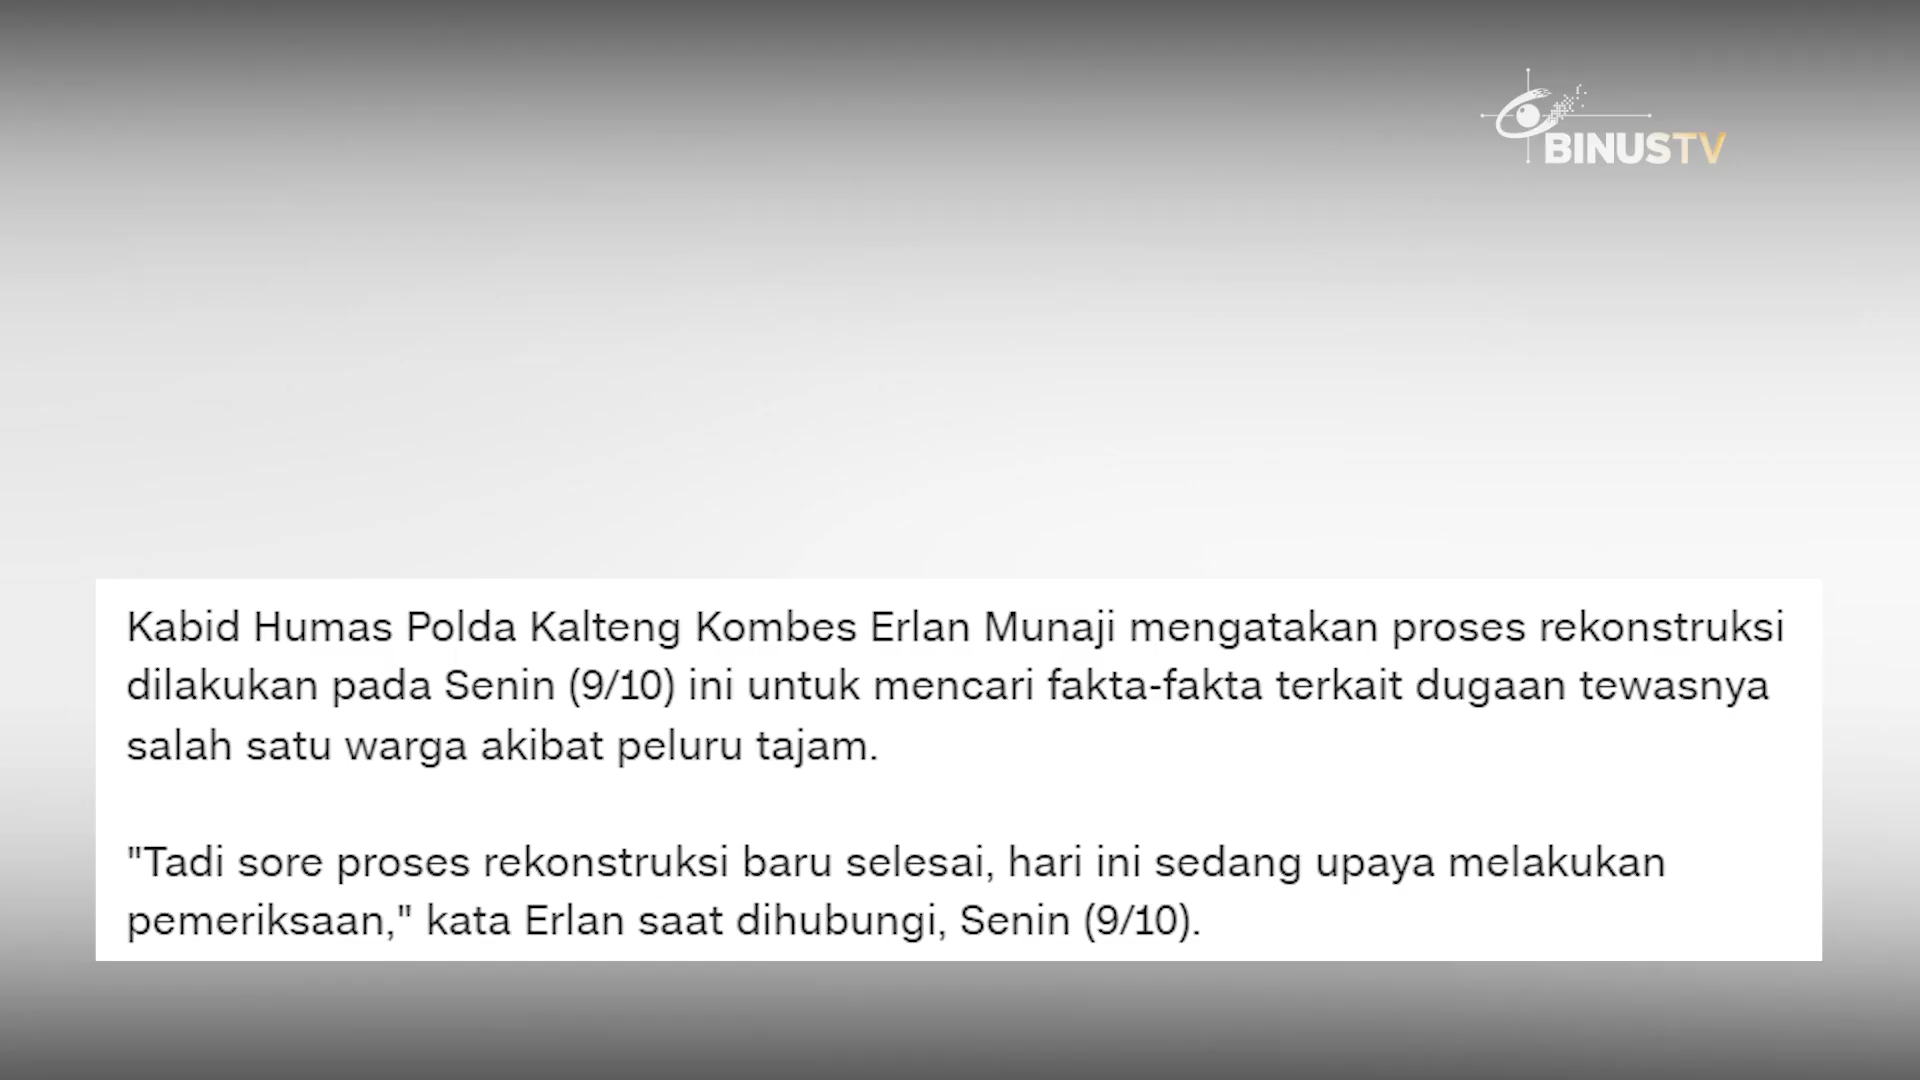 BINUSTV
Kabid Humas Polda Kalteng Kombes Erlan Munaji mengatakan proses rekonstruksi
dilakukan pada Senin (9/10) ini untuk mencari fakta-fakta terkait dugaan tewasnya
salah satu warga akibat peluru tajam.
"Tadi sore proses rekonstruksi baru selesai, hari ini sedang upaya melakukan
pemeriksaan," kata Erlan saat dihubungi, Senin (9/10).